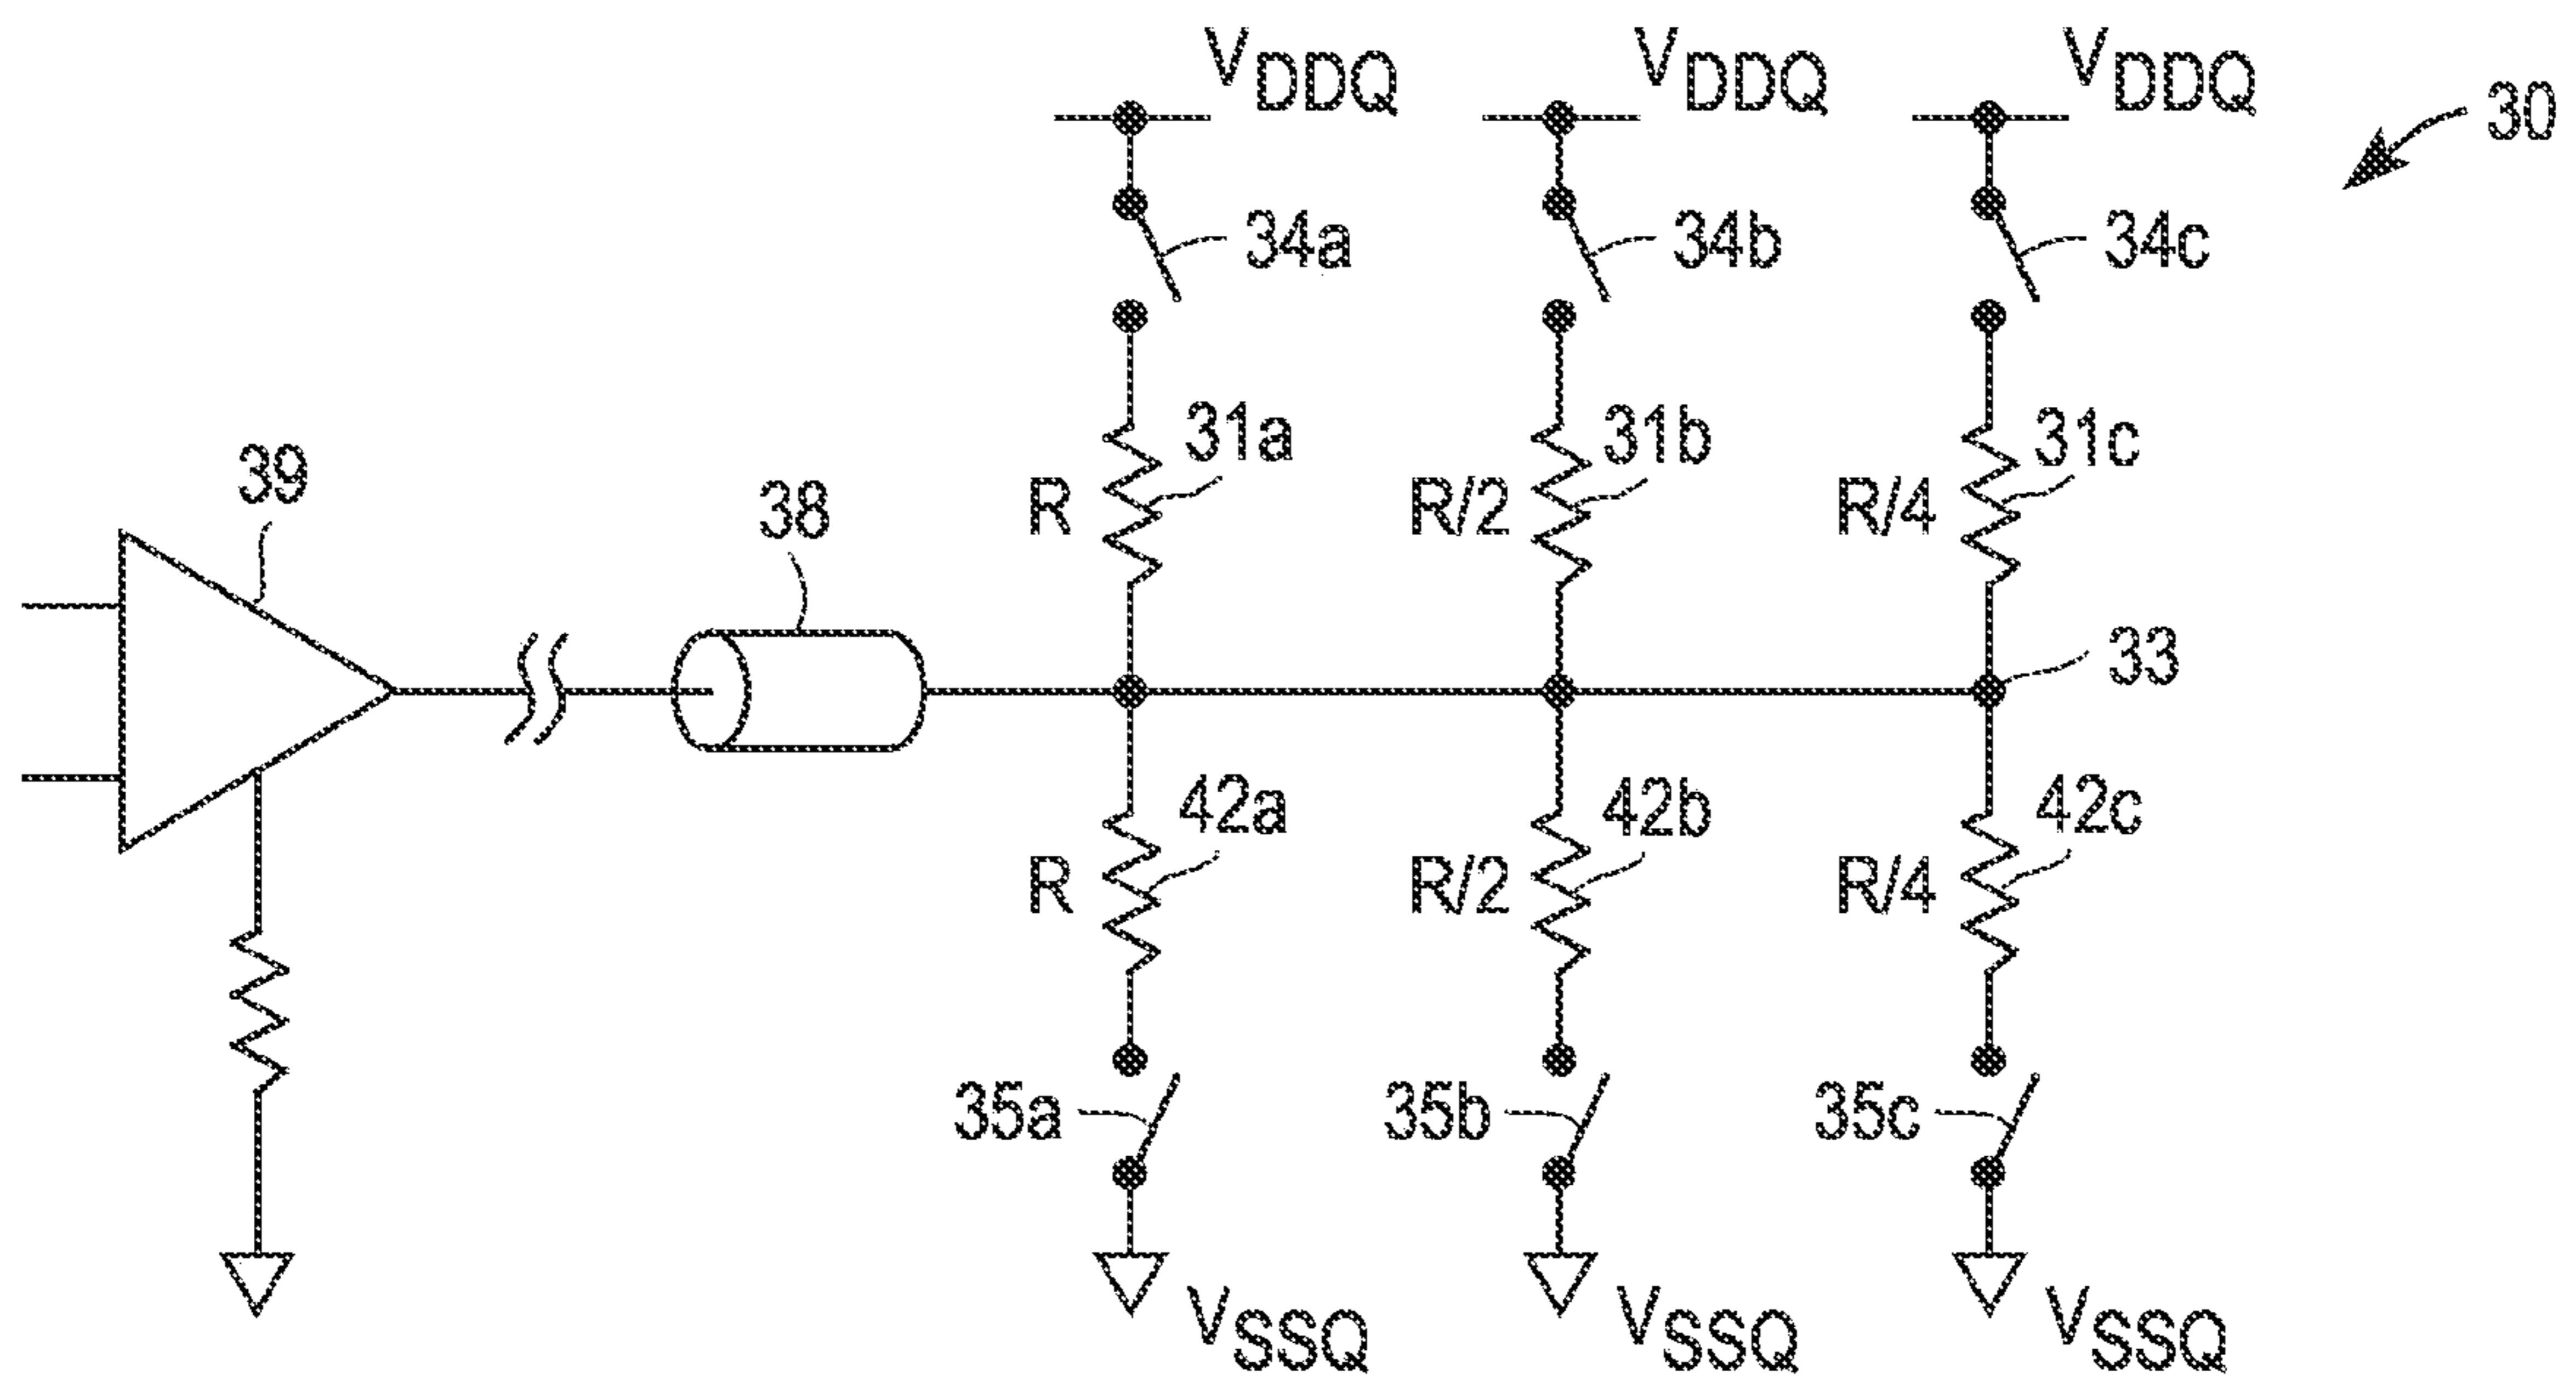 VDDQ VDDQ VDDQ
30
34a 34b 34c
31a 31b 31c
39
38
R R/2 R/4
33
42a 42b 42c
R R/2 R/4
35a 35b 35c
VSSQ VSSQ VSSQ